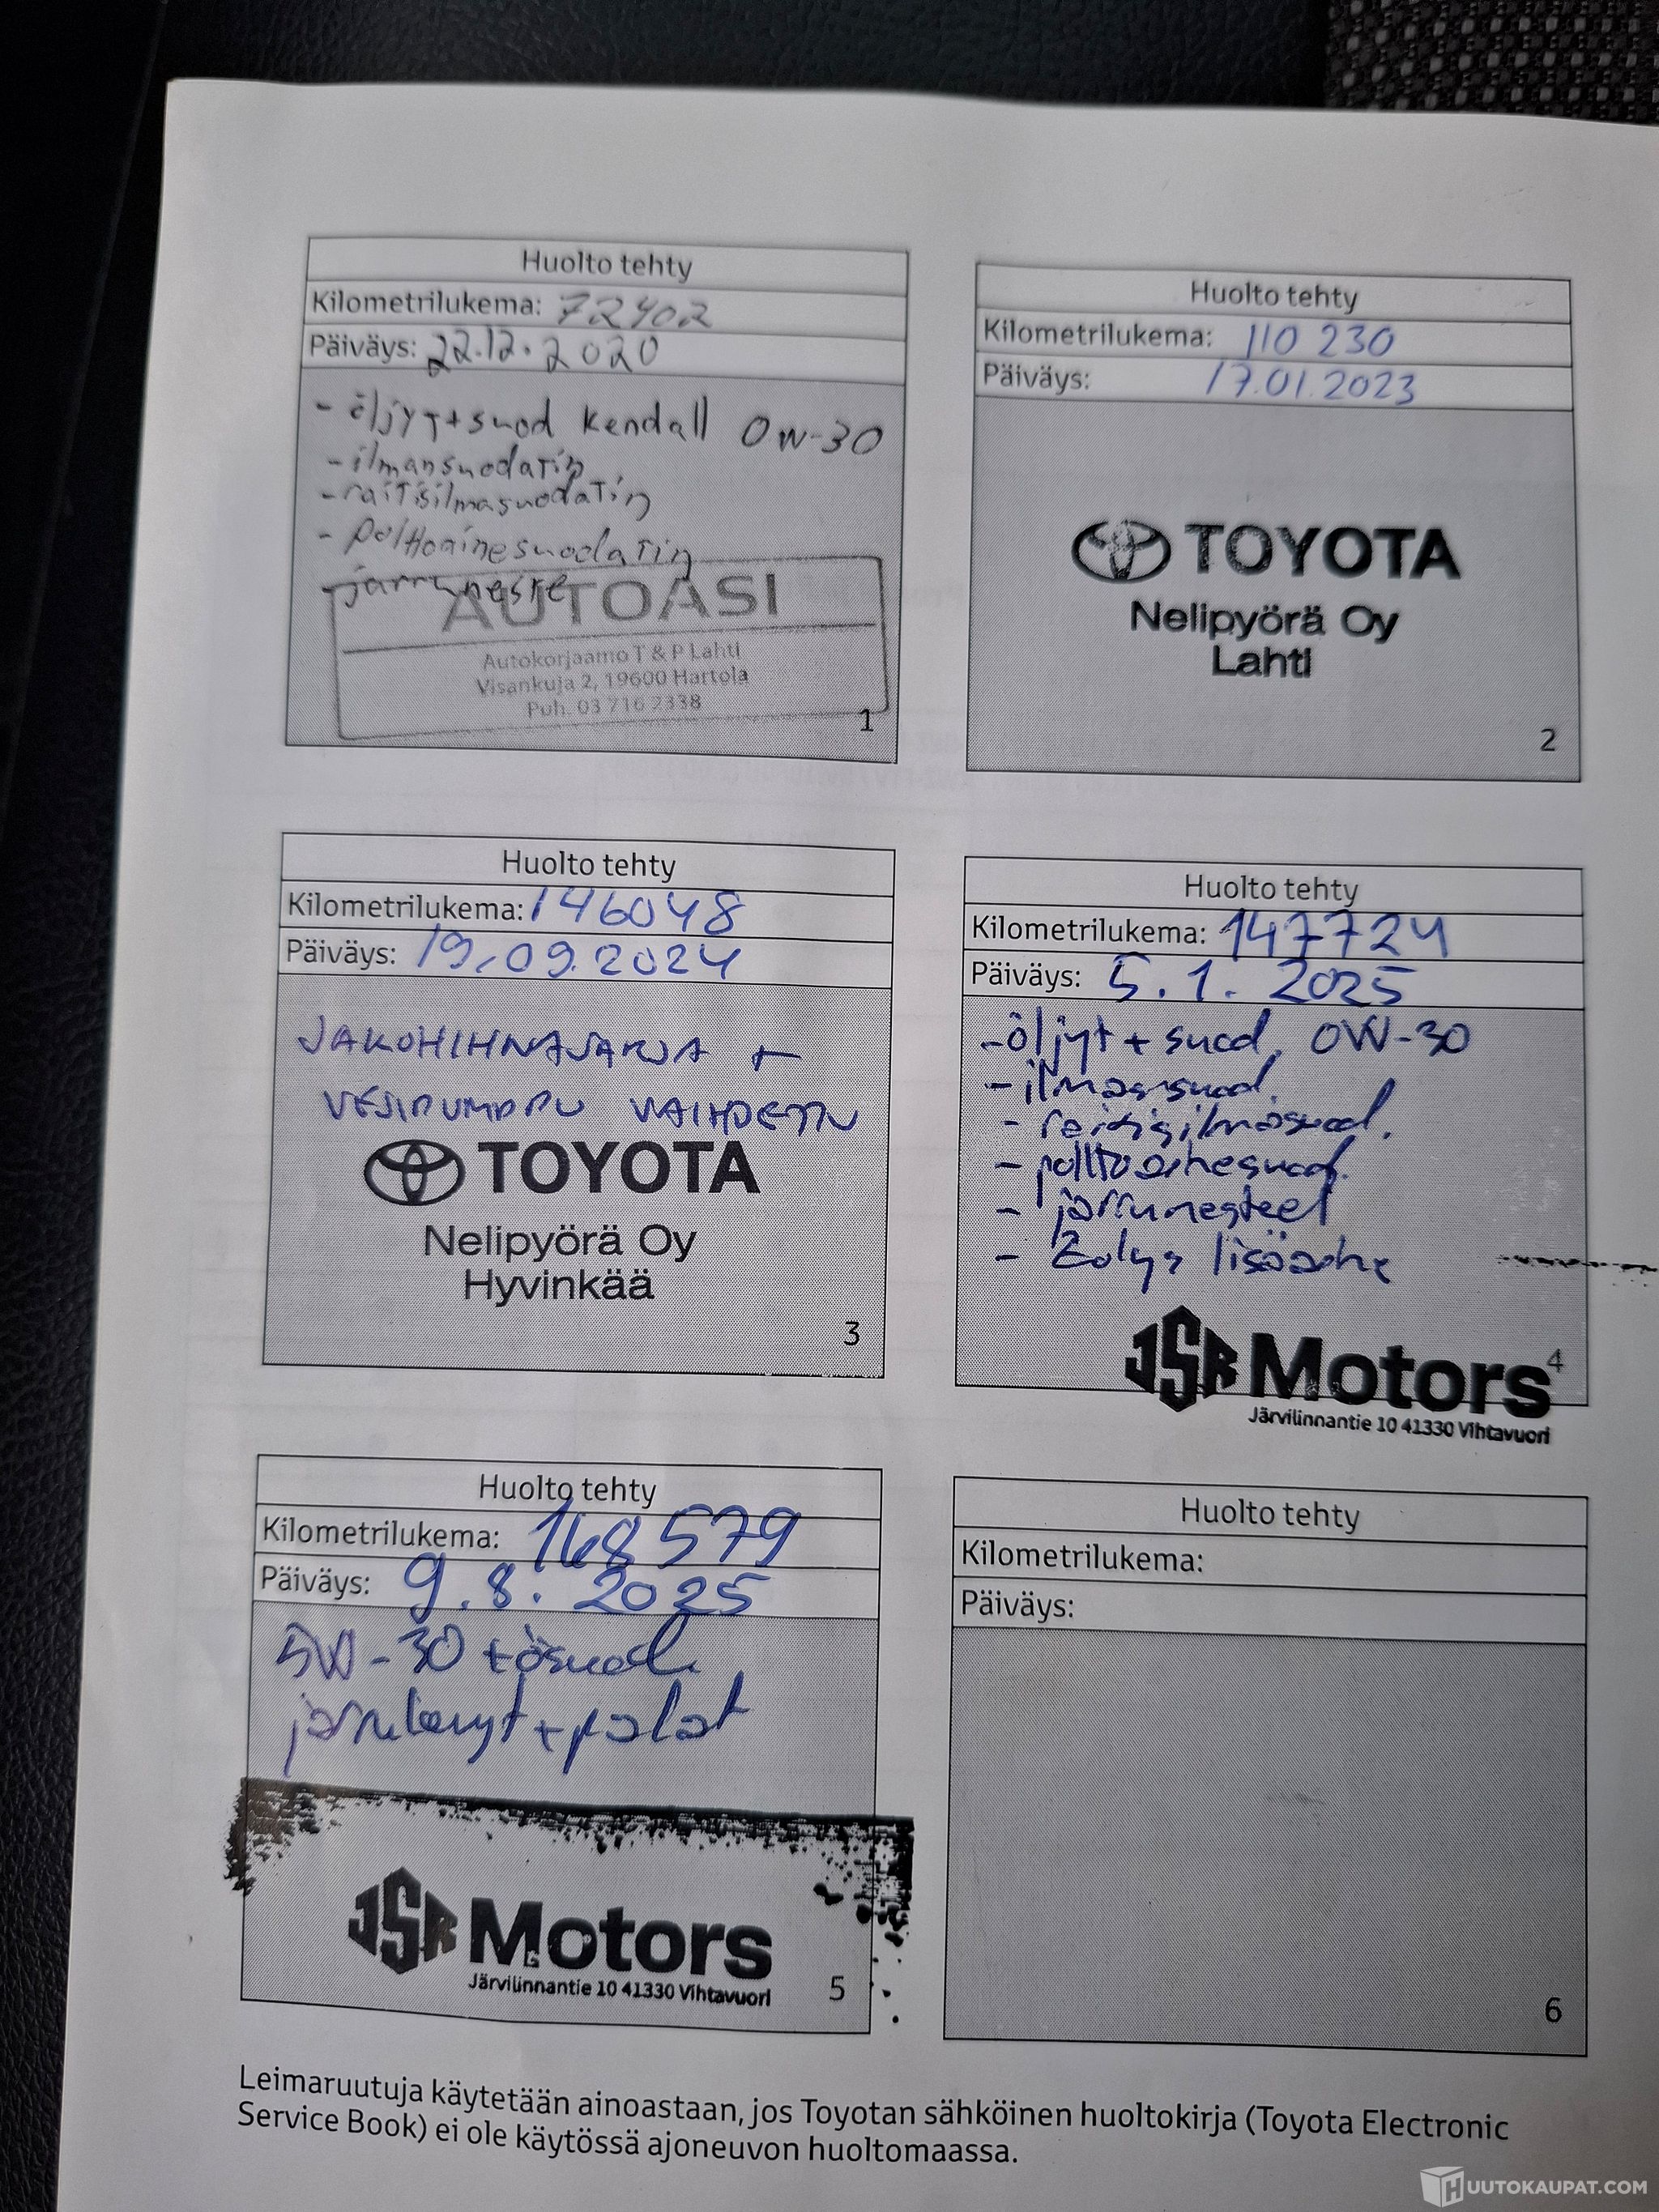 Huolto tehty
Kilometrilukema: 72402
Päiväys: 22.12.2020
- öljyt+suod Kendall 0W-30
- ilmansuodatin
- raitisilmasuodatin
- polttoainesuodatin
- jarruneste
AUTOASI
Autokorjaamo T & P Lahti
Visankuja 2, 19600 Hartola
Puh. 03 716 2338
1
Huolto tehty
Kilometrilukema: 110 230
Päiväys: 17.01.2023
TOYOTA
Nelipyörä Oy
Lahti
2
Huolto tehty
Kilometrilukema: 146048
Päiväys: 19.09.2024
JAKOHIHNASARJA +
VESIPUMPPU VAIHDETTU
TOYOTA
Nelipyörä Oy
Hyvinkää
3
Huolto tehty
Kilometrilukema: 147724
Päiväys: 5.1.2025
- öljyt + suod. 0W-30
- ilmansuod.
- raitisilmasuod.
- polttoainesuod.
- jarrunesteet
- lisäaine
JSR Motors
4
Järvilinnantie 10 41330 Vihtavuori
Huolto tehty
Kilometrilukema: 168579
Päiväys: 9.8.2025
5W-30 + ösuod.
jarrulevyt + palat
JSR Motors
Järvilinnantie 10 41330 Vihtavuori
5
Huolto tehty
Kilometrilukema:
Päiväys:
6
Leimaruutuja käytetään ainoastaan, jos Toyotan sähköinen huoltokirja (Toyota Electronic
Service Book) ei ole käytössä ajoneuvon huoltomaassa.
HUUTOKAUPAT.COM